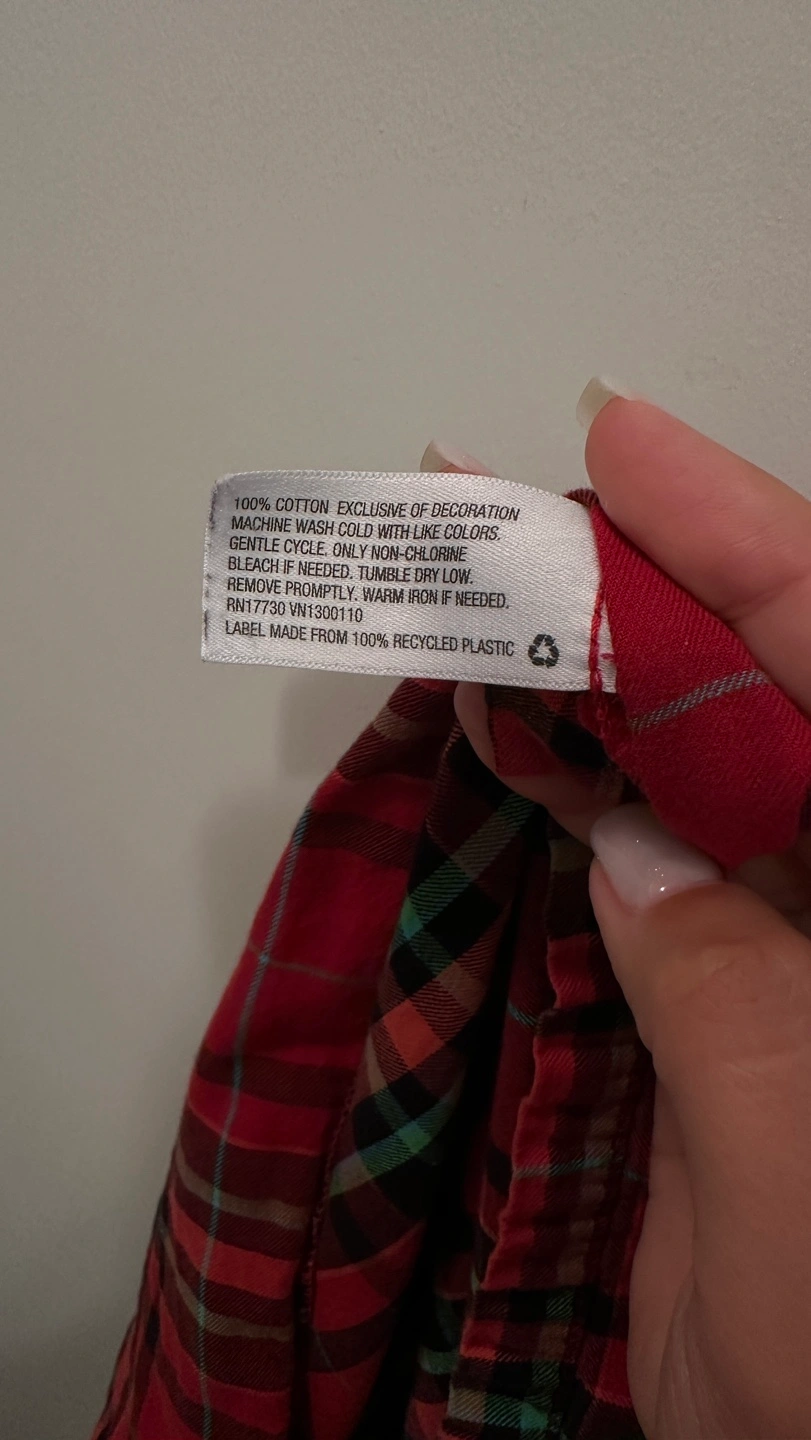 100% COTTON EXCLUSIVE OF DECORATION
MACHINE WASH COLD WITH LIKE COLORS.
GENTLE CYCLE. ONLY NON-CHLORINE
BLEACH IF NEEDED. TUMBLE DRY LOW.
REMOVE PROMPTLY. WARM IRON IF NEEDED.
RN17730 VN1300110
LABEL MADE FROM 100% RECYCLED PLASTIC